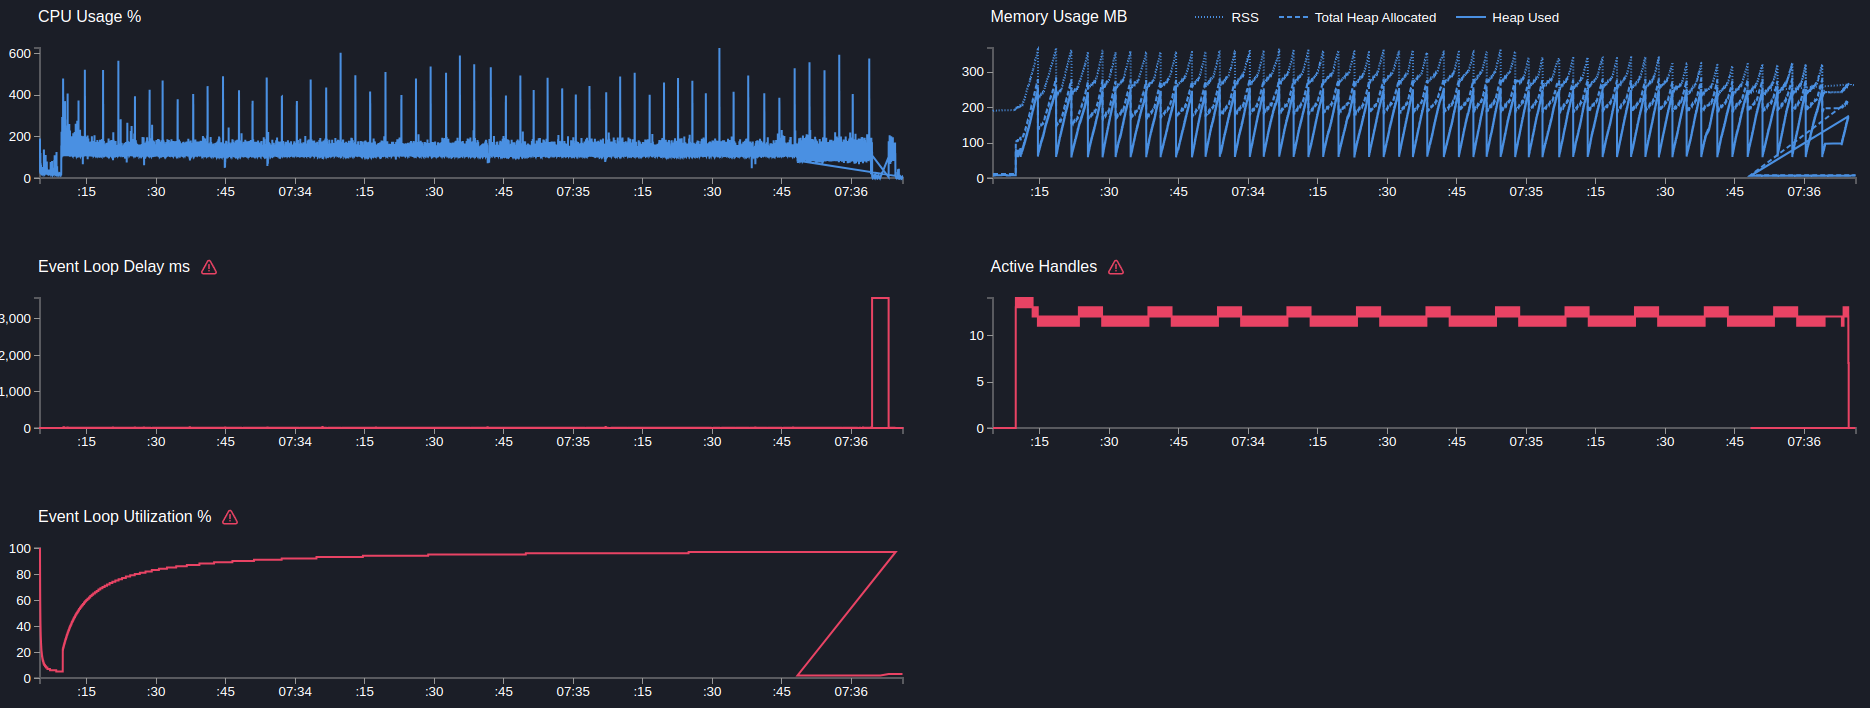 CPU Usage %
600
400
200
0
:15 :30 :45 07:34 :15 :30 :45 07:35 :15 :30 :45 07:36
Memory Usage MB RSS Total Heap Allocated Heap Used
300
200
100
0
:15 :30 :45 07:34 :15 :30 :45 07:35 :15 :30 :45 07:36
Event Loop Delay ms
3,000
2,000
1,000
0
:15 :30 :45 07:34 :15 :30 :45 07:35 :15 :30 :45 07:36
Active Handles
10
5
0
:15 :30 :45 07:34 :15 :30 :45 07:35 :15 :30 :45 07:36
Event Loop Utilization %
100
80
60
40
20
0
:15 :30 :45 07:34 :15 :30 :45 07:35 :15 :30 :45 07:36